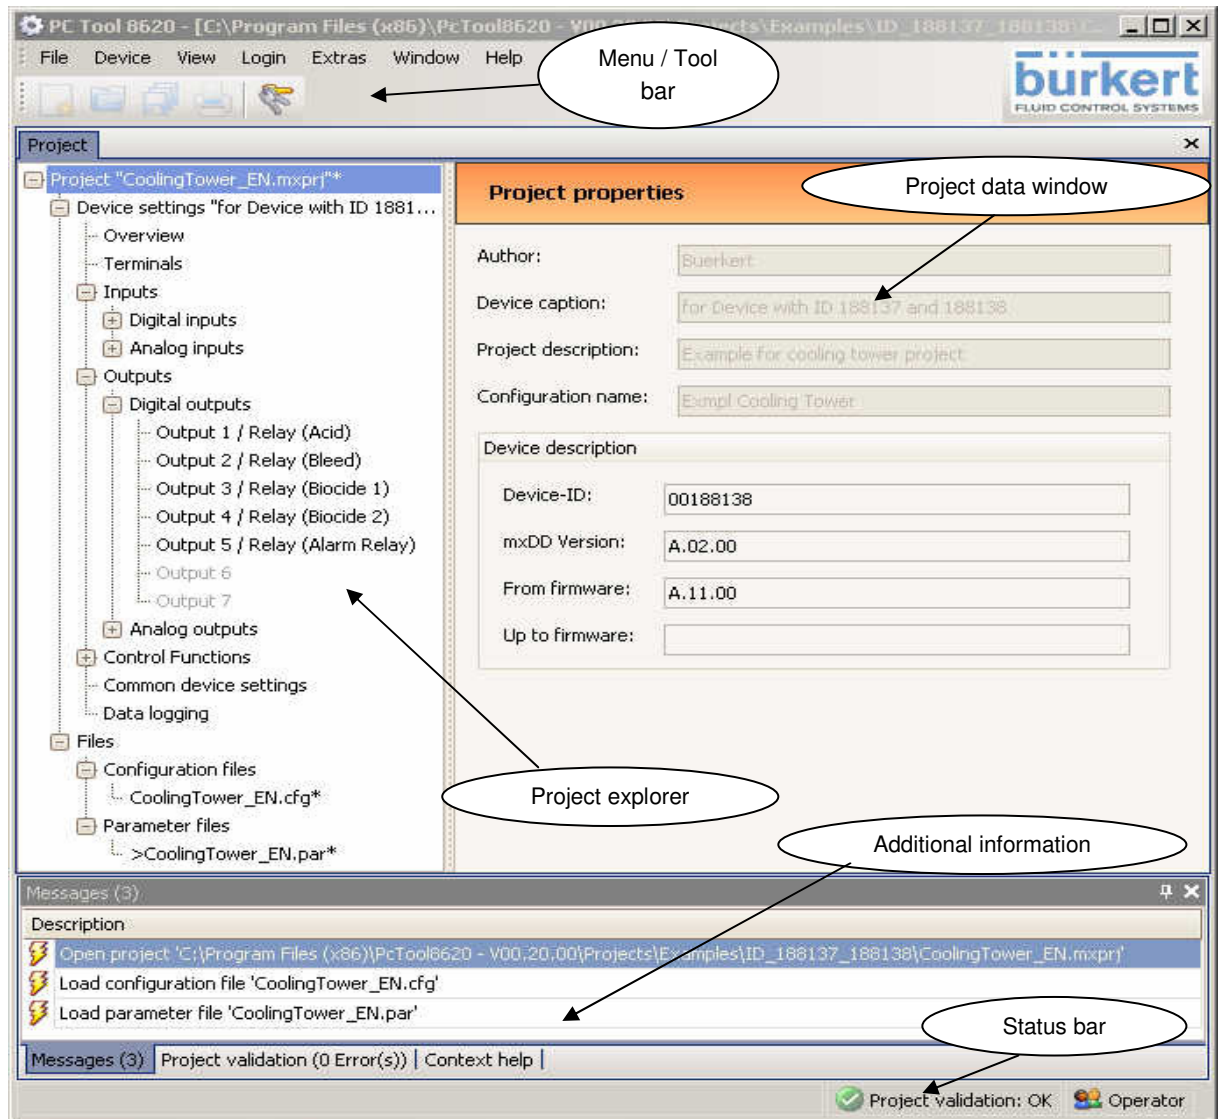 PC Tool 8620 - [C:\Program Files (x86)\PcTool8620 - V00.20.00\Projects\Examples\ID_188137_188138\C...
File Device View Login Extras Window Help
Menu / Tool
bar
bürkert
FLUID CONTROL SYSTEMS
Project
Project "CoolingTower_EN.mxprj"*
Device settings "for Device with ID 1881...
Overview
Terminals
Inputs
Digital inputs
Analog inputs
Outputs
Digital outputs
Output 1 / Relay (Acid)
Output 2 / Relay (Bleed)
Output 3 / Relay (Biocide 1)
Output 4 / Relay (Biocide 2)
Output 5 / Relay (Alarm Relay)
Output 6
Output 7
Analog outputs
Control Functions
Common device settings
Data logging
Files
Configuration files
CoolingTower_EN.cfg*
Parameter files
>CoolingTower_EN.par*
Project properties
Project data window
Author: Buerkert
Device caption: for Device with ID 188137 and 188138
Project description: Example for cooling tower project
Configuration name: Exmpl Cooling Tower
Device description
Device-ID: 00188138
mxDD Version: A.02.00
From firmware: A.11.00
Up to firmware:
Project explorer
Additional information
Messages (3)
Description
Open project 'C:\Program Files (x86)\PcTool8620 - V00.20.00\Projects\Examples\ID_188137_188138\CoolingTower_EN.mxprj'
Load configuration file 'CoolingTower_EN.cfg'
Load parameter file 'CoolingTower_EN.par'
Status bar
Messages (3) Project validation (0 Error(s)) Context help
Project validation: OK Operator